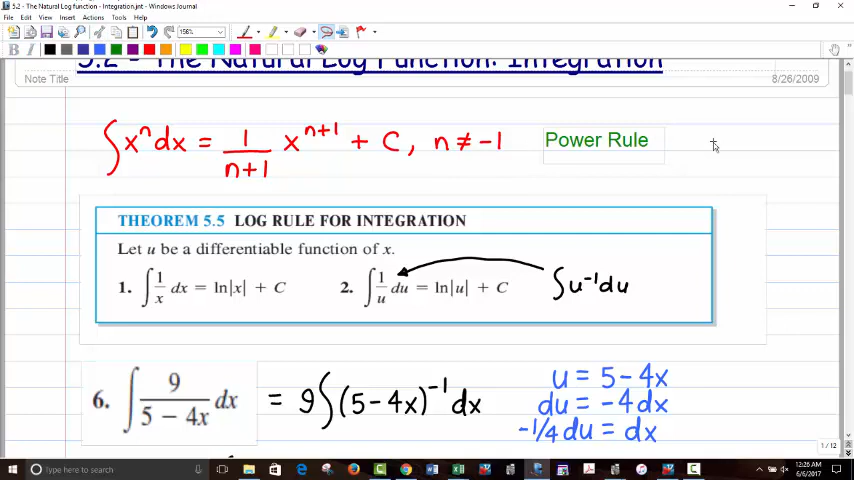 5.2 - The Natural Log function - Integration.jnt - Windows Journal
File Edit View Insert Actions Tools Help
156%
B I
5.2 - The Natural Log Function: Integration
Note Title 8/26/2009
∫xⁿdx = 1/(n+1) xⁿ⁺¹ + C, n ≠ -1 Power Rule
THEOREM 5.5 LOG RULE FOR INTEGRATION
Let u be a differentiable function of x.
1. ∫ 1/x dx = ln|x| + C 2. ∫ 1/u du = ln|u| + C ∫u⁻¹du
6. ∫ 9/(5 − 4x) dx = 9∫(5-4x)⁻¹dx
u = 5-4x
du = -4dx
-1/4 du = dx
1 / 12
Type here to search
12:26 AM
6/6/2017